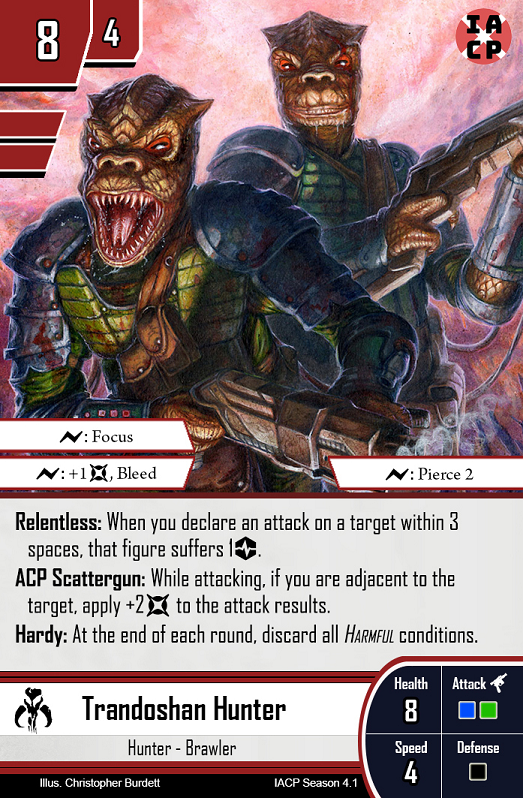 8
4
IA
CP
: Focus
: +1 , Bleed
: Pierce 2
Relentless: When you declare an attack on a target within 3
spaces, that figure suffers 1 .
ACP Scattergun: While attacking, if you are adjacent to the
target, apply +2 to the attack results.
Hardy: At the end of each round, discard all HARMFUL conditions.
Trandoshan Hunter
Hunter - Brawler
Health
Attack
8
Speed
Defense
4
Illus. Christopher Burdett
IACP Season 4.1